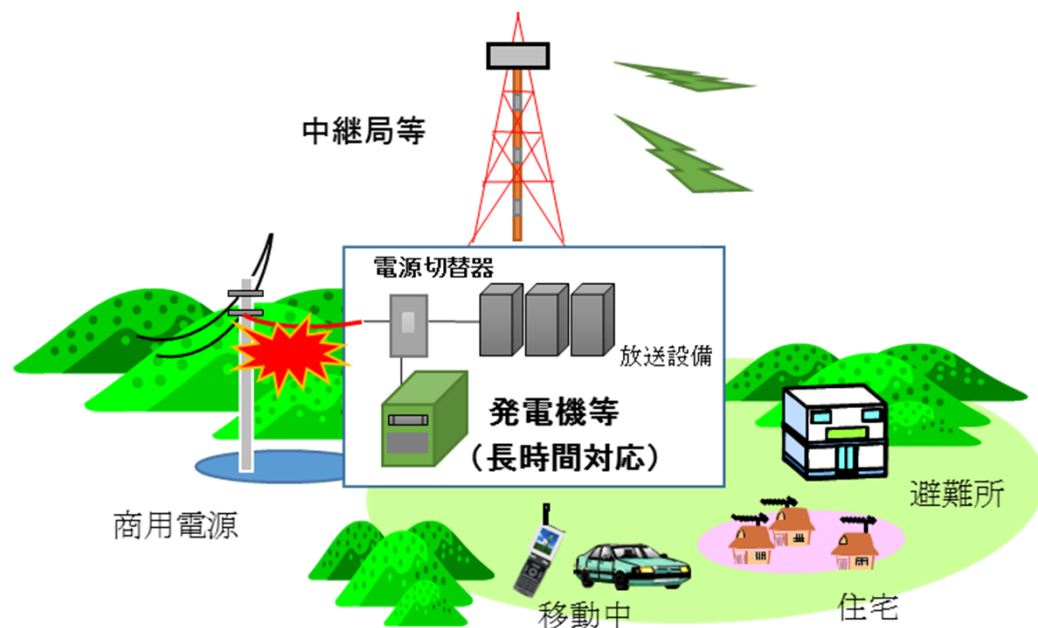 中継局等
電源切替器
放送設備
発電機等
（長時間対応）
商用電源
避難所
移動中
住宅